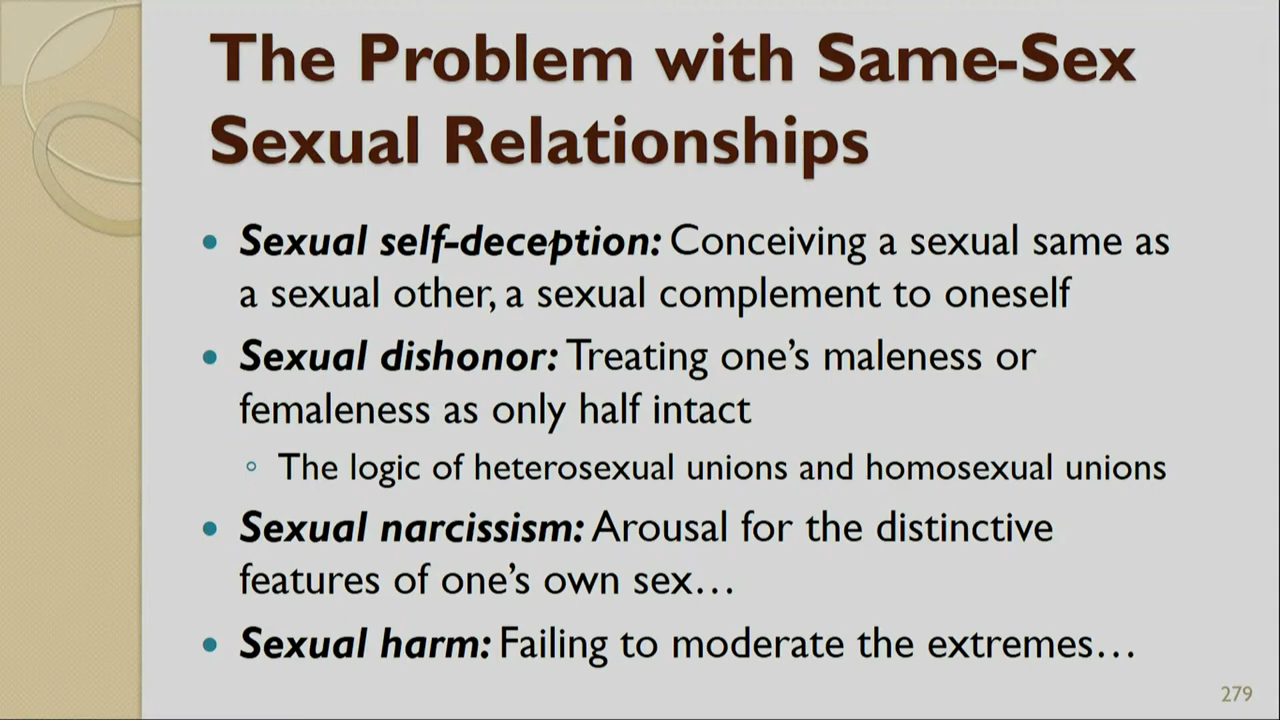 The Problem with Same-Sex
Sexual Relationships
• Sexual self-deception: Conceiving a sexual same as
a sexual other, a sexual complement to oneself
• Sexual dishonor: Treating one's maleness or
femaleness as only half intact
◦ The logic of heterosexual unions and homosexual unions
• Sexual narcissism: Arousal for the distinctive
features of one's own sex…
• Sexual harm: Failing to moderate the extremes…
279